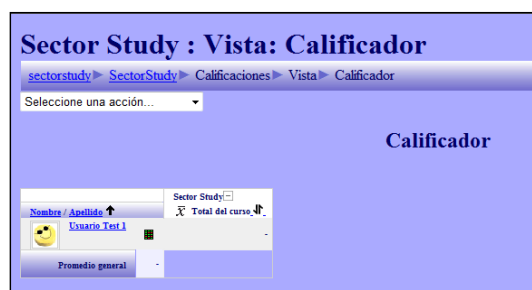 Sector Study : Vista: Calificador
sectorstudy► SectorStudy► Calificaciones► Vista► Calificador
Seleccione una acción...
Calificador
Sector Study
Nombre / Apellido ↑ x̄ Total del curso
Usuario Test 1 -
Promedio general -